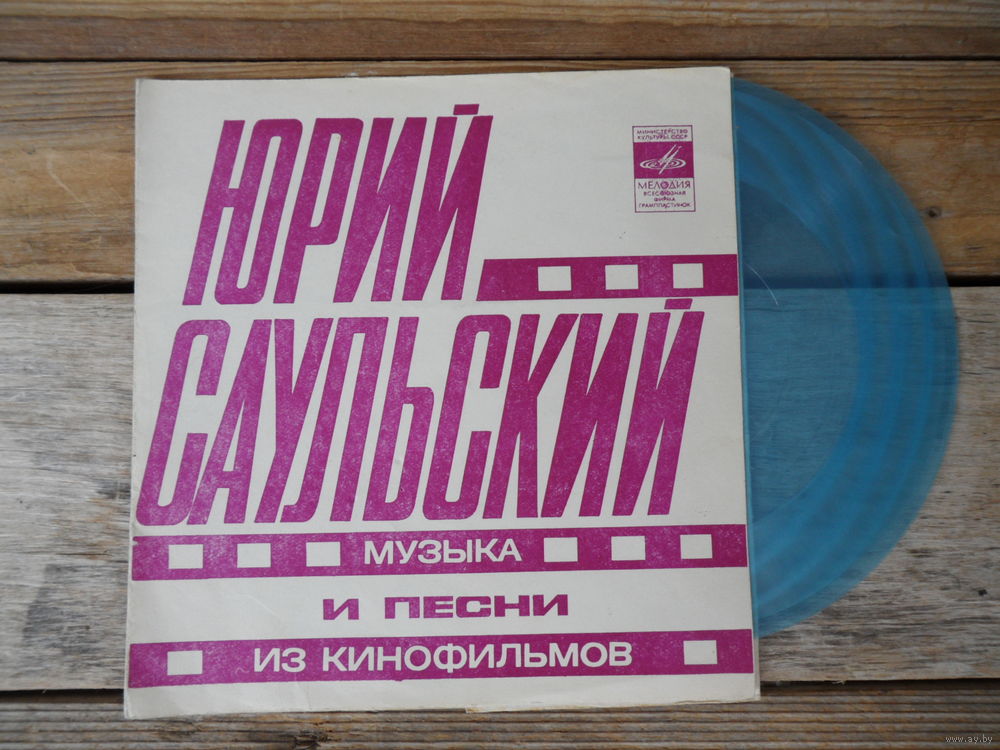 ЮРИЙ
МИНИСТЕРСТВО
КУЛЬТУРЫ СССР
МЕЛОДИЯ
ВСЕСОЮЗНАЯ
ФИРМА
ГРАМПЛАСТИНОК
САУЛЬСКИЙ
МУЗЫКА
И ПЕСНИ
ИЗ КИНОФИЛЬМОВ
www.ay.by